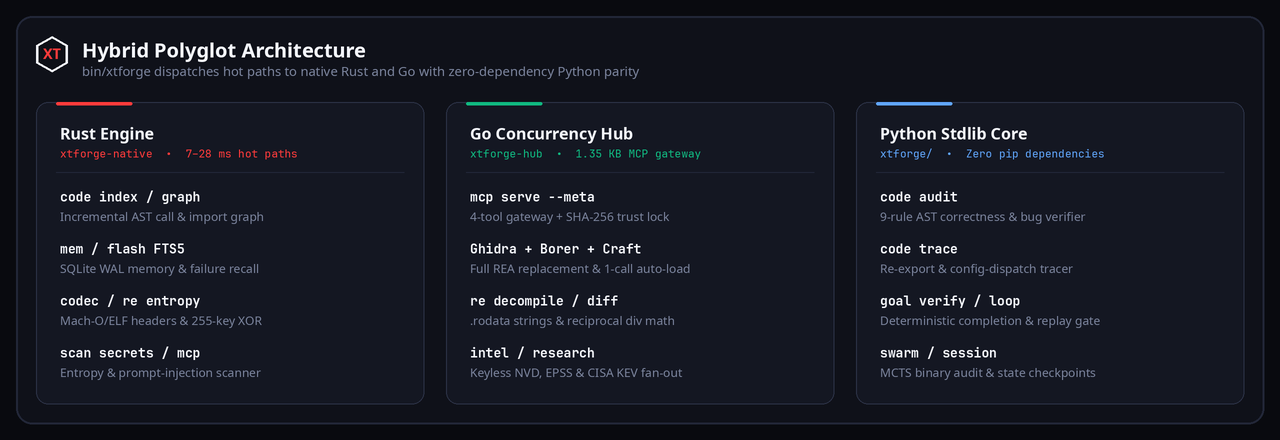 XT
Hybrid Polyglot Architecture
bin/xtforge dispatches hot paths to native Rust and Go with zero-dependency Python parity
Rust Engine
xtforge-native • 7–28 ms hot paths
code index / graph
Incremental AST call & import graph
mem / flash FTS5
SQLite WAL memory & failure recall
codec / re entropy
Mach-O/ELF headers & 255-key XOR
scan secrets / mcp
Entropy & prompt-injection scanner
Go Concurrency Hub
xtforge-hub • 1.35 KB MCP gateway
mcp serve --meta
4-tool gateway + SHA-256 trust lock
Ghidra + Borer + Craft
Full REA replacement & 1-call auto-load
re decompile / diff
.rodata strings & reciprocal div math
intel / research
Keyless NVD, EPSS & CISA KEV fan-out
Python Stdlib Core
xtforge/ • Zero pip dependencies
code audit
9-rule AST correctness & bug verifier
code trace
Re-export & config-dispatch tracer
goal verify / loop
Deterministic completion & replay gate
swarm / session
MCTS binary audit & state checkpoints